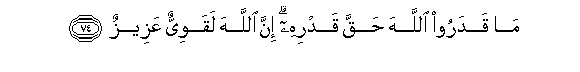 مَا قَدَرُوا۟ ٱللَّهَ حَقَّ قَدْرِهِۦٓ ۗ إِنَّ ٱللَّهَ لَقَوِىٌّ عَزِيزٌ ﴿٧٤﴾